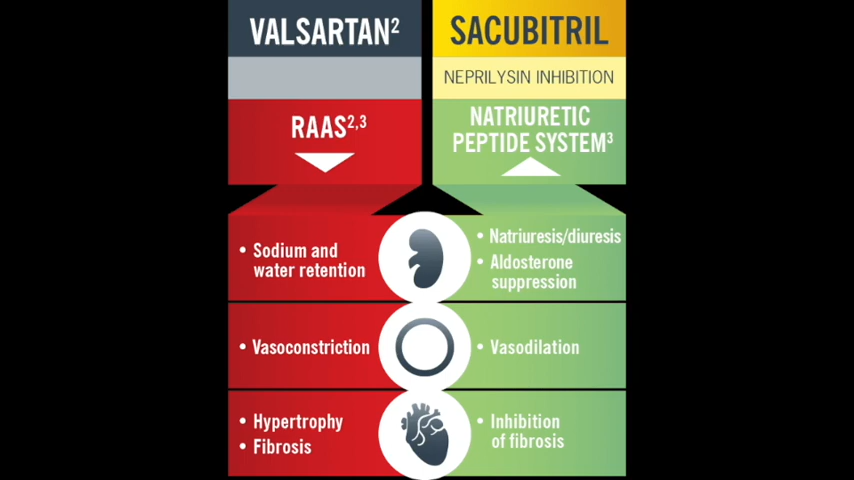 VALSARTAN²
SACUBITRIL
NEPRILYSIN INHIBITION
RAAS²,³
NATRIURETIC
PEPTIDE SYSTEM³
• Sodium and
water retention
• Natriuresis/diuresis
• Aldosterone
suppression
• Vasoconstriction
• Vasodilation
• Hypertrophy
• Fibrosis
• Inhibition
of fibrosis